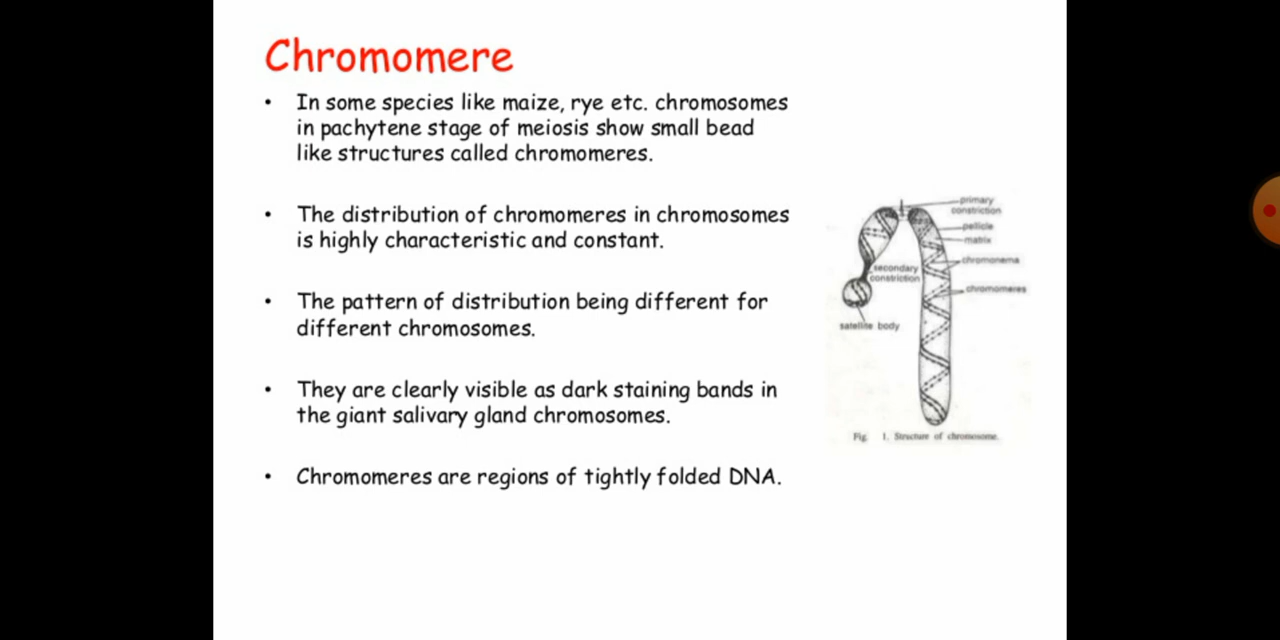 Chromomere
• In some species like maize, rye etc. chromosomes
in pachytene stage of meiosis show small bead
like structures called chromomeres.
• The distribution of chromomeres in chromosomes
is highly characteristic and constant.
• The pattern of distribution being different for
different chromosomes.
• They are clearly visible as dark staining bands in
the giant salivary gland chromosomes.
• Chromomeres are regions of tightly folded DNA.
primary
constriction
pellicle
matrix
chromonema
secondary
constriction
chromomeres
satellite body
Fig. 1. Structure of chromosome.